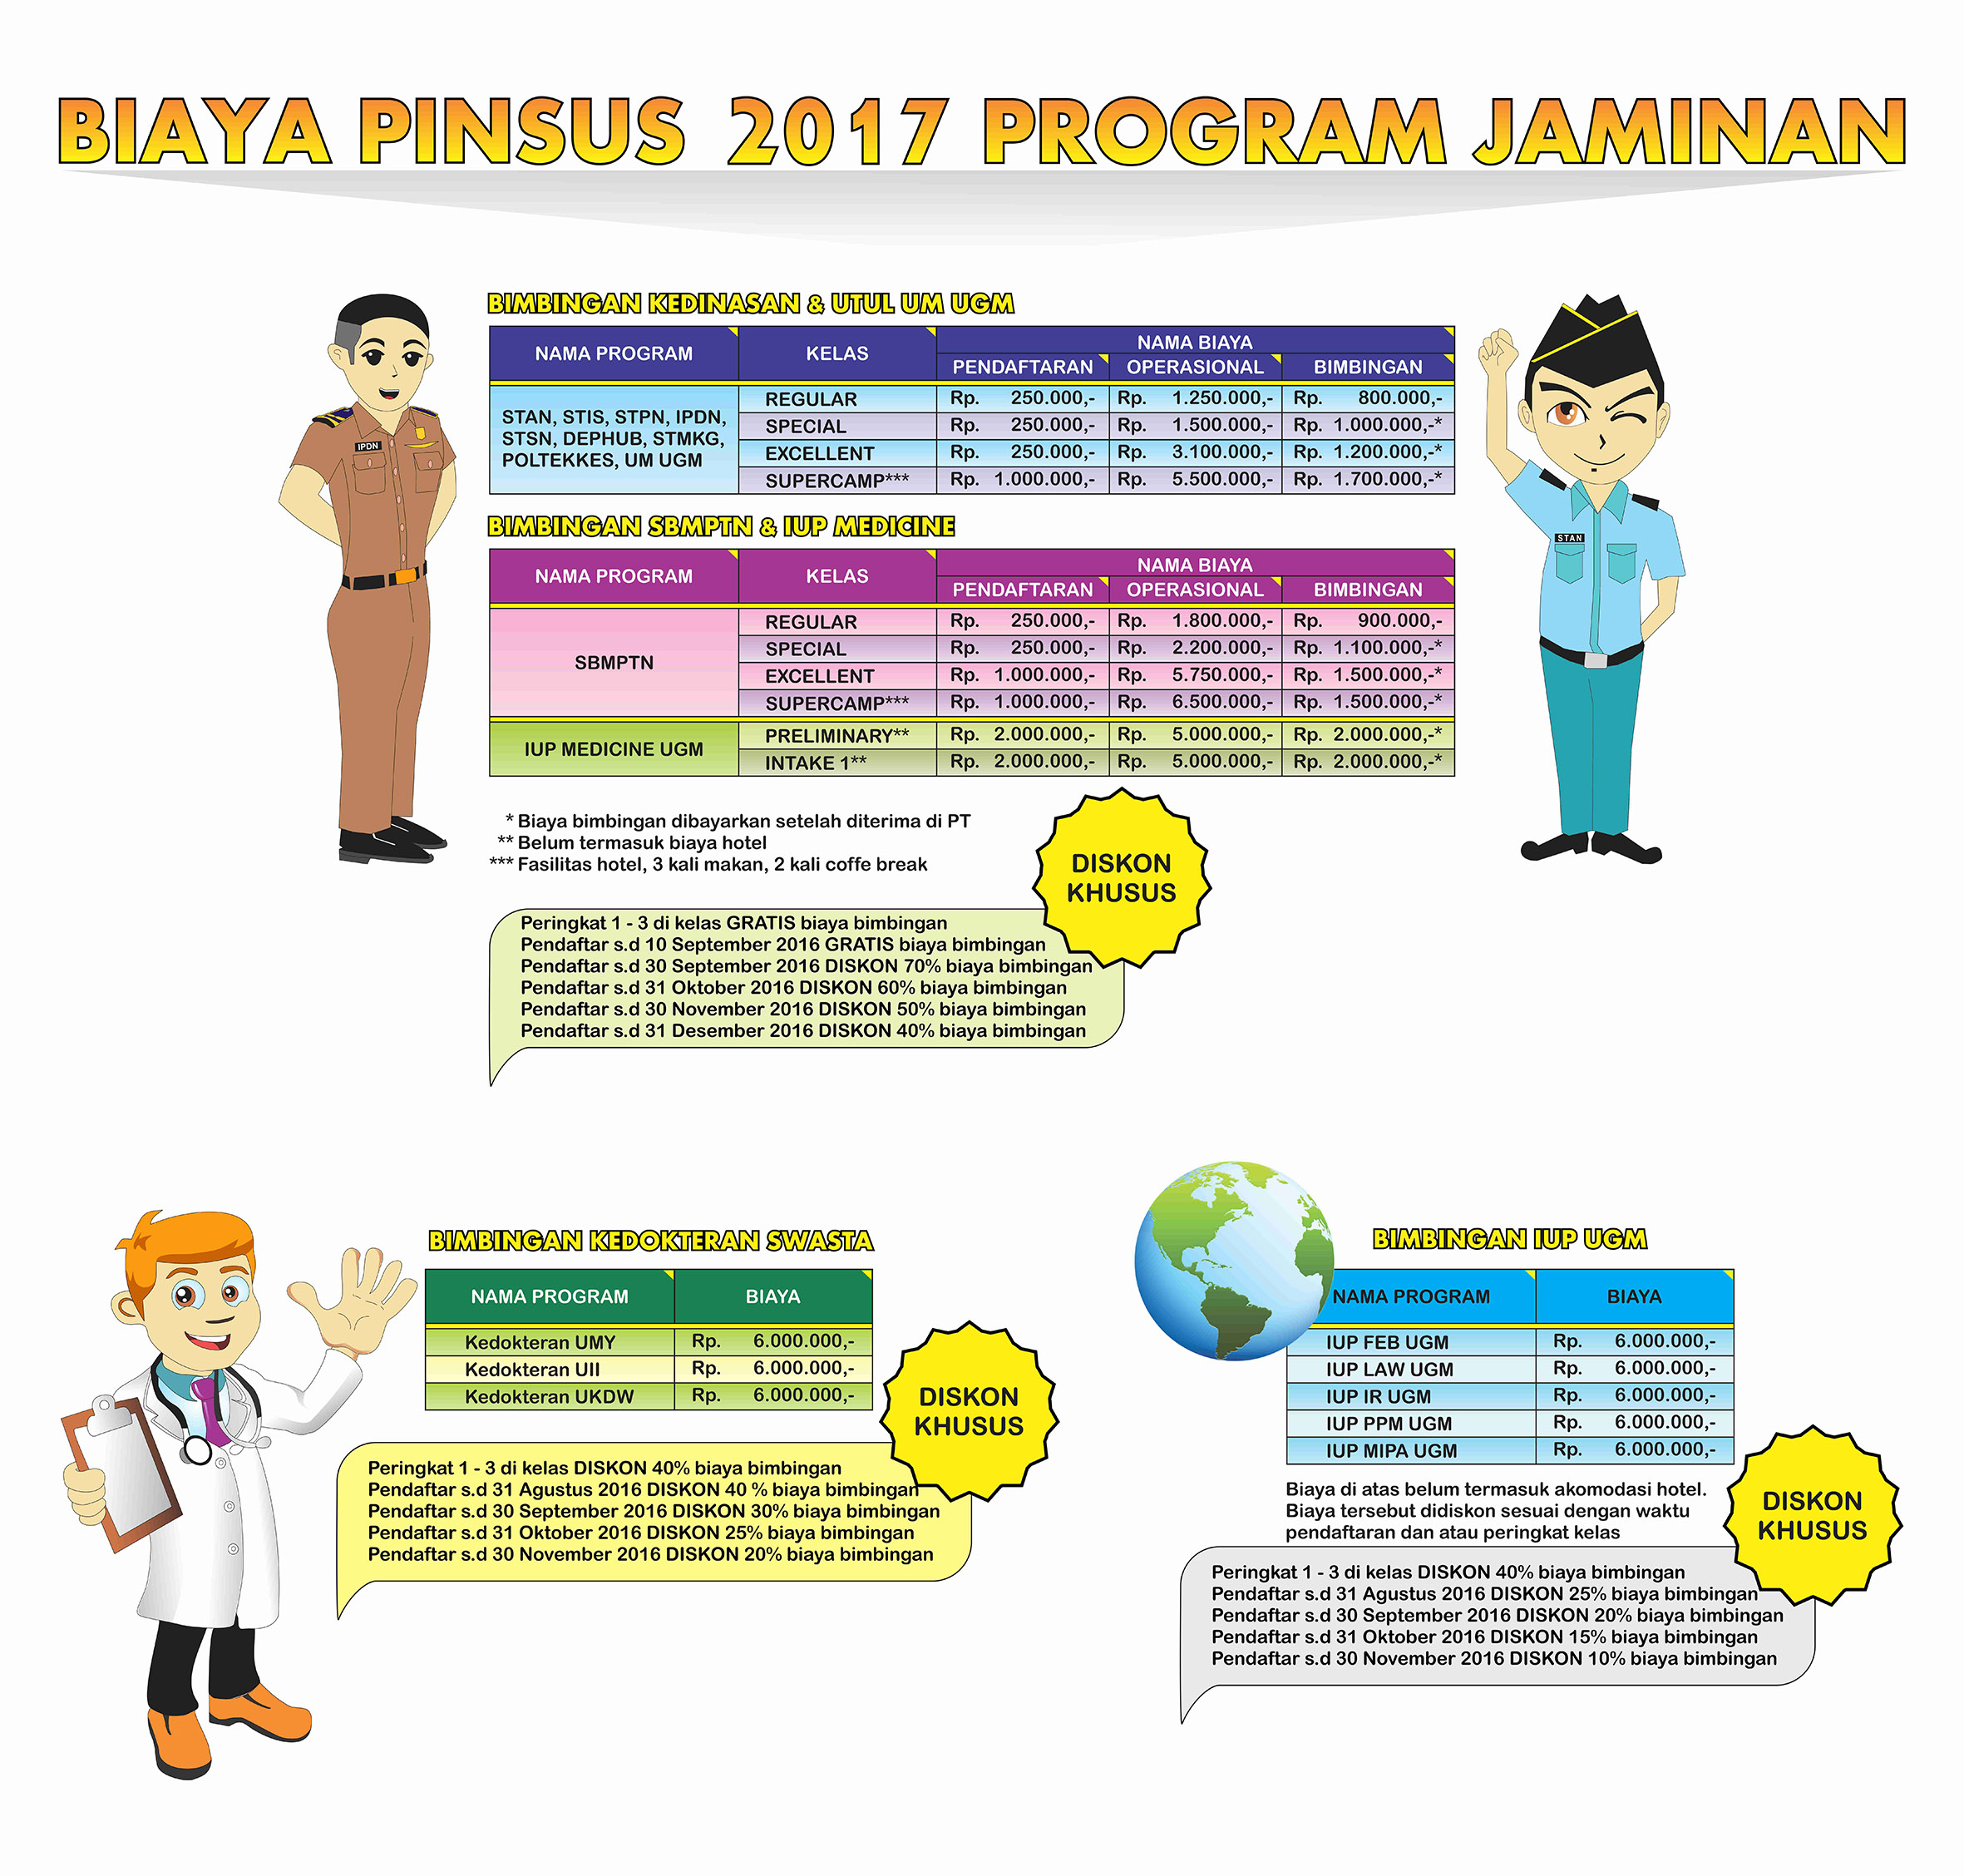 BIAYA PINSUS 2017 PROGRAM JAMINAN
BIMBINGAN KEDINASAN & UTUL UM UGM
NAMA PROGRAM KELAS NAMA BIAYA
PENDAFTARAN OPERASIONAL BIMBINGAN
STAN, STIS, STPN, IPDN,
STSN, DEPHUB, STMKG,
POLTEKKES, UM UGM
REGULAR Rp. 250.000,- Rp. 1.250.000,- Rp. 800.000,-
SPECIAL Rp. 250.000,- Rp. 1.500.000,- Rp. 1.000.000,-*
EXCELLENT Rp. 250.000,- Rp. 3.100.000,- Rp. 1.200.000,-*
SUPERCAMP*** Rp. 1.000.000,- Rp. 5.500.000,- Rp. 1.700.000,-*
IPDN
STAN
BIMBINGAN SBMPTN & IUP MEDICINE
NAMA PROGRAM KELAS NAMA BIAYA
PENDAFTARAN OPERASIONAL BIMBINGAN
SBMPTN
REGULAR Rp. 250.000,- Rp. 1.800.000,- Rp. 900.000,-
SPECIAL Rp. 250.000,- Rp. 2.200.000,- Rp. 1.100.000,-*
EXCELLENT Rp. 1.000.000,- Rp. 5.750.000,- Rp. 1.500.000,-*
SUPERCAMP*** Rp. 1.000.000,- Rp. 6.500.000,- Rp. 1.500.000,-*
IUP MEDICINE UGM
PRELIMINARY** Rp. 2.000.000,- Rp. 5.000.000,- Rp. 2.000.000,-*
INTAKE 1** Rp. 2.000.000,- Rp. 5.000.000,- Rp. 2.000.000,-*
* Biaya bimbingan dibayarkan setelah diterima di PT
** Belum termasuk biaya hotel
*** Fasilitas hotel, 3 kali makan, 2 kali coffe break
DISKON
KHUSUS
Peringkat 1 - 3 di kelas GRATIS biaya bimbingan
Pendaftar s.d 10 September 2016 GRATIS biaya bimbingan
Pendaftar s.d 30 September 2016 DISKON 70% biaya bimbingan
Pendaftar s.d 31 Oktober 2016 DISKON 60% biaya bimbingan
Pendaftar s.d 30 November 2016 DISKON 50% biaya bimbingan
Pendaftar s.d 31 Desember 2016 DISKON 40% biaya bimbingan
BIMBINGAN KEDOKTERAN SWASTA
NAMA PROGRAM BIAYA
Kedokteran UMY Rp. 6.000.000,-
Kedokteran UII Rp. 6.000.000,-
Kedokteran UKDW Rp. 6.000.000,-
DISKON
KHUSUS
Peringkat 1 - 3 di kelas DISKON 40% biaya bimbingan
Pendaftar s.d 31 Agustus 2016 DISKON 40 % biaya bimbingan
Pendaftar s.d 30 September 2016 DISKON 30% biaya bimbingan
Pendaftar s.d 31 Oktober 2016 DISKON 25% biaya bimbingan
Pendaftar s.d 30 November 2016 DISKON 20% biaya bimbingan
BIMBINGAN IUP UGM
NAMA PROGRAM BIAYA
IUP FEB UGM Rp. 6.000.000,-
IUP LAW UGM Rp. 6.000.000,-
IUP IR UGM Rp. 6.000.000,-
IUP PPM UGM Rp. 6.000.000,-
IUP MIPA UGM Rp. 6.000.000,-
Biaya di atas belum termasuk akomodasi hotel.
Biaya tersebut didiskon sesuai dengan waktu
pendaftaran dan atau peringkat kelas
DISKON
KHUSUS
Peringkat 1 - 3 di kelas DISKON 40% biaya bimbingan
Pendaftar s.d 31 Agustus 2016 DISKON 25% biaya bimbingan
Pendaftar s.d 30 September 2016 DISKON 20% biaya bimbingan
Pendaftar s.d 31 Oktober 2016 DISKON 15% biaya bimbingan
Pendaftar s.d 30 November 2016 DISKON 10% biaya bimbingan